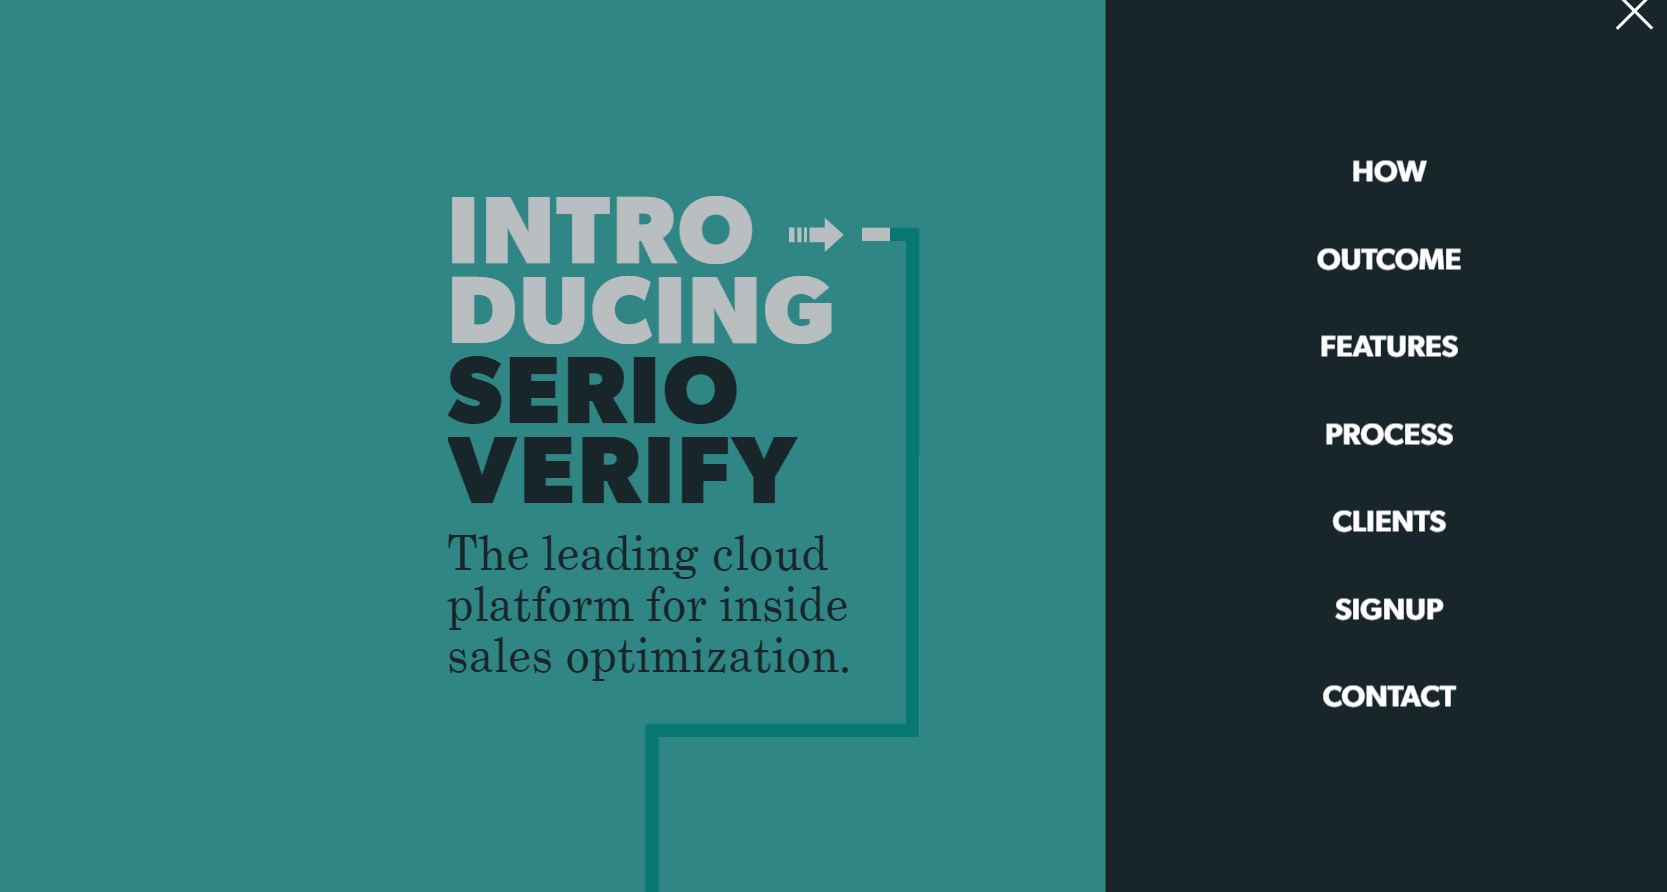 INTRO
DUCING
SERIO
VERIFY
The leading cloud
platform for inside
sales optimization.
HOW
OUTCOME
FEATURES
PROCESS
CLIENTS
SIGNUP
CONTACT